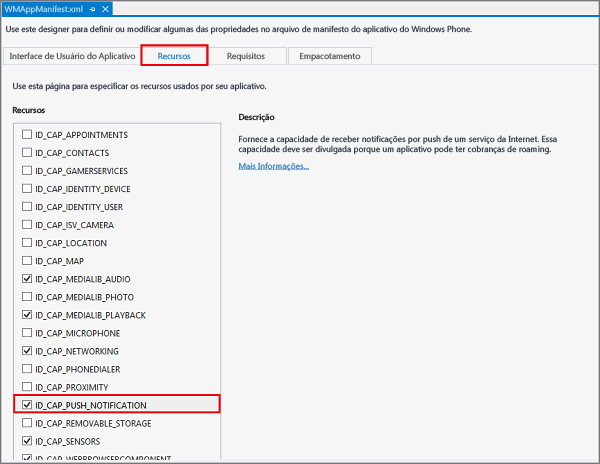 WMAppManifest.xml
Use este designer para definir ou modificar algumas das propriedades no arquivo de manifesto do aplicativo do Windows Phone.
Interface de Usuário do Aplicativo Recursos Requisitos Empacotamento
Use esta página para especificar os recursos usados por seu aplicativo.
Recursos
ID_CAP_APPOINTMENTS
ID_CAP_CONTACTS
ID_CAP_GAMERSERVICES
ID_CAP_IDENTITY_DEVICE
ID_CAP_IDENTITY_USER
ID_CAP_ISV_CAMERA
ID_CAP_LOCATION
ID_CAP_MAP
ID_CAP_MEDIALIB_AUDIO
ID_CAP_MEDIALIB_PHOTO
ID_CAP_MEDIALIB_PLAYBACK
ID_CAP_MICROPHONE
ID_CAP_NETWORKING
ID_CAP_PHONEDIALER
ID_CAP_PROXIMITY
ID_CAP_PUSH_NOTIFICATION
ID_CAP_REMOVABLE_STORAGE
ID_CAP_SENSORS
ID_CAP_WEBBROWSERCOMPONENT
Descrição
Fornece a capacidade de receber notificações por push de um serviço da Internet. Essa
capacidade deve ser divulgada porque um aplicativo pode ter cobranças de roaming.
Mais Informações...